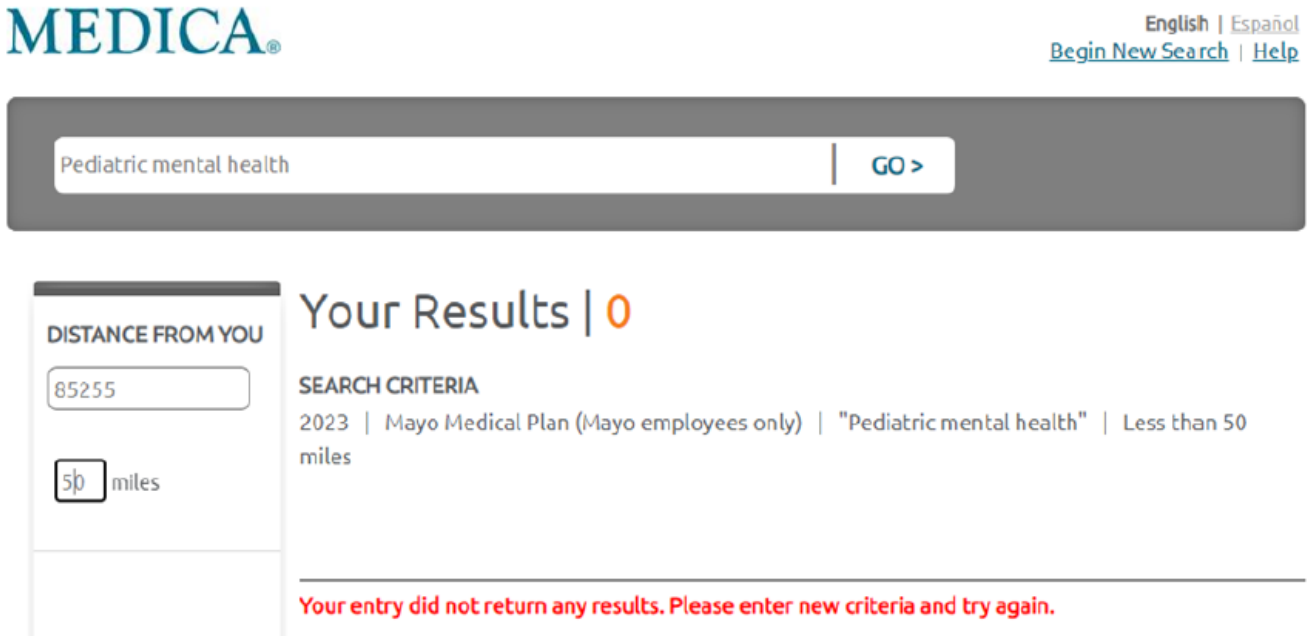 MEDICA®
English | Español
Begin New Search | Help
Pediatric mental health | GO >
DISTANCE FROM YOU
85255
50 miles
Your Results | 0
SEARCH CRITERIA
2023 | Mayo Medical Plan (Mayo employees only) | "Pediatric mental health" | Less than 50
miles
Your entry did not return any results. Please enter new criteria and try again.